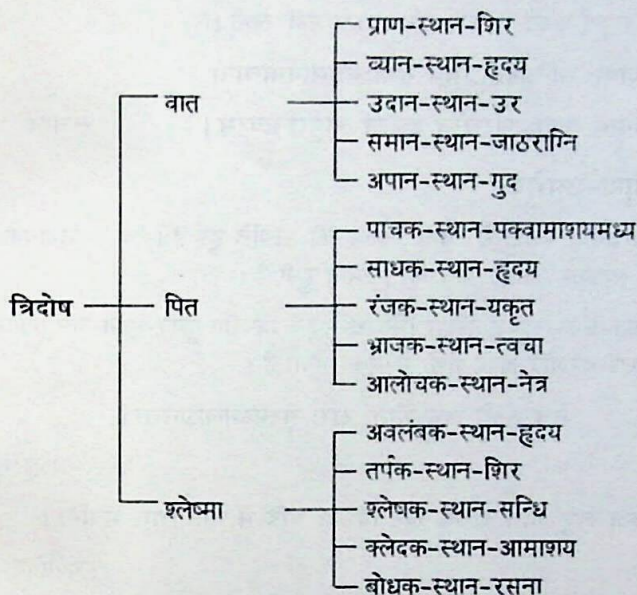 प्राण-स्थान-शिर
व्यान-स्थान-हृदय
वात
उदान-स्थान-उर
समान-स्थान-जाठराग्नि
अपान-स्थान-गुद
पाचक-स्थान-पक्वामाशयमध्य
साधक-स्थान-हृदय
त्रिदोष
पित
रंजक-स्थान-यकृत
भ्राजक-स्थान-त्वचा
आलोचक-स्थान-नेत्र
अवलंबक-स्थान-हृदय
तर्पक-स्थान-शिर
श्लेष्मा
श्लेषक-स्थान-सन्धि
क्लेदक-स्थान-आमाशय
बोधक-स्थान-रसना